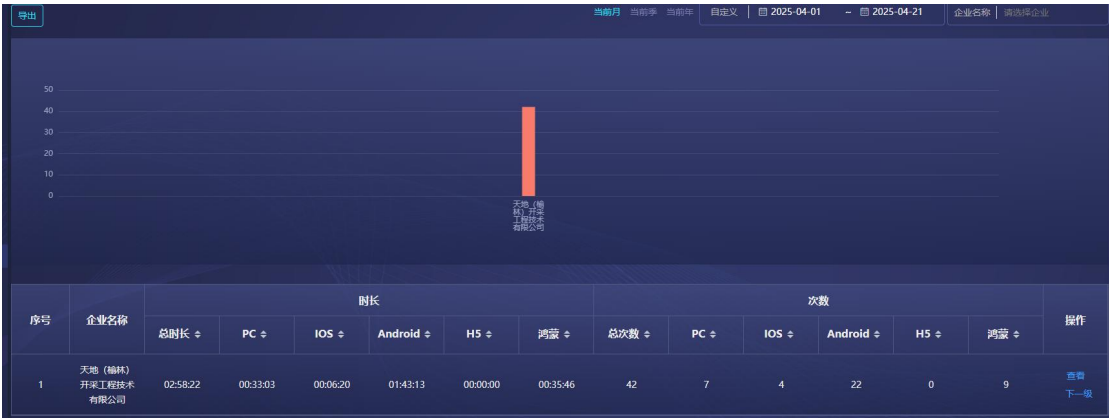 导出
当前月 当前季 当前年 自定义 2025-04-01 ~ 2025-04-21 企业名称 请选择企业
50
40
30
20
10
0
天地（榆
林）开采
工程技术
有限公司
序号 企业名称 时长 次数 操作
总时长 PC IOS Android H5 鸿蒙 总次数 PC IOS Android H5 鸿蒙
1 天地（榆林）开采工程技术有限公司 02:58:22 00:33:03 00:06:20 01:43:13 00:00:00 00:35:46 42 7 4 22 0 9 查看
下一级